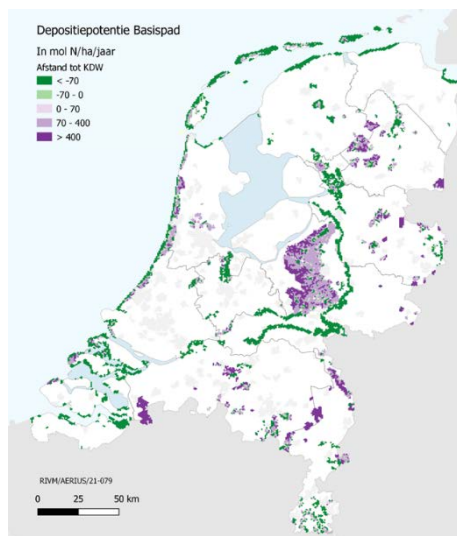 Depositiepotentie Basispad
In mol N/ha/jaar
Afstand tot KDW
< -70
-70 - 0
0 - 70
70 - 400
> 400
RIVM/AERIUS/21-079
0 25 50 km